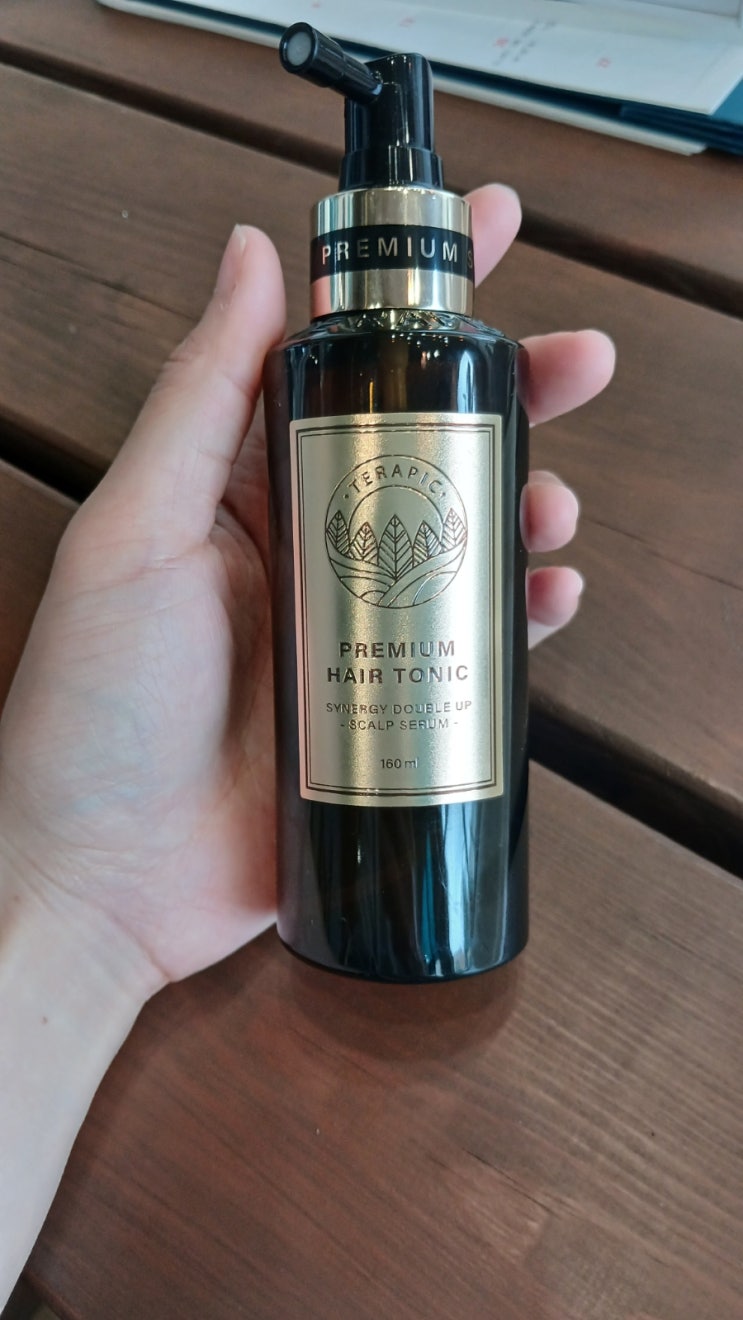 PREMIUM S
TERAPIC
PREMIUM
HAIR TONIC
SYNERGY DOUBLE UP
- SCALP SERUM -
160 ml